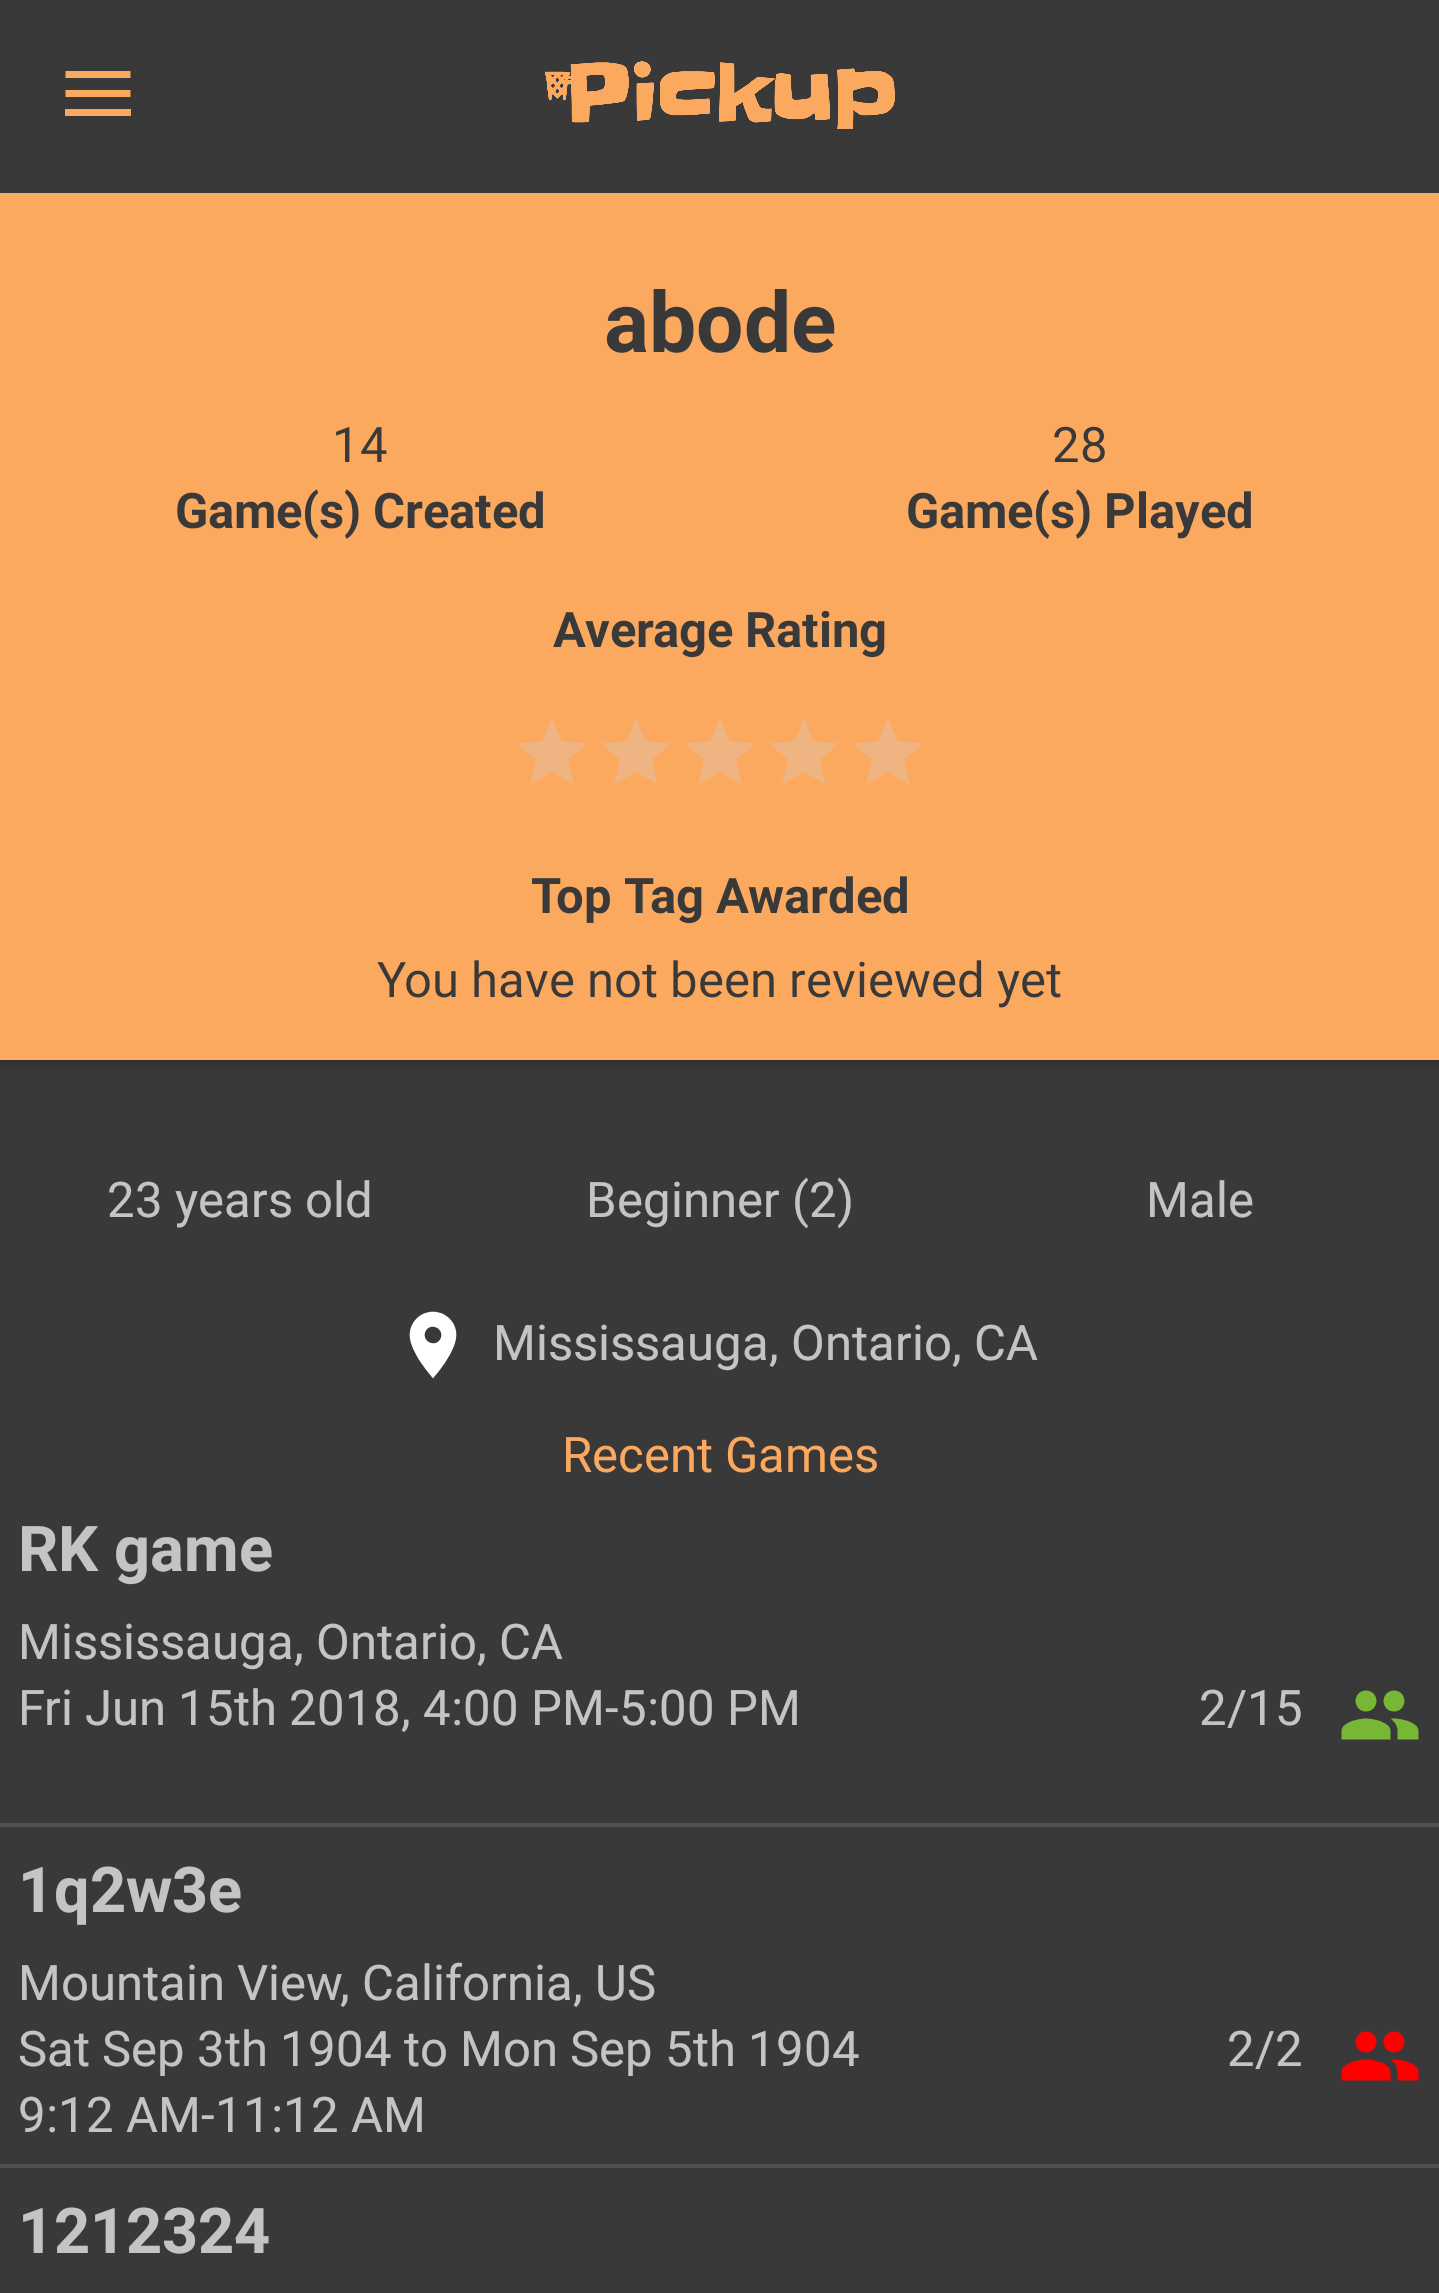 Pickup
abode
14
Game(s) Created
28
Game(s) Played
Average Rating
Top Tag Awarded
You have not been reviewed yet
23 years old
Beginner (2)
Male
Mississauga, Ontario, CA
Recent Games
RK game
Mississauga, Ontario, CA
Fri Jun 15th 2018, 4:00 PM-5:00 PM
2/15
1q2w3e
Mountain View, California, US
Sat Sep 3th 1904 to Mon Sep 5th 1904
2/2
9:12 AM-11:12 AM
1212324